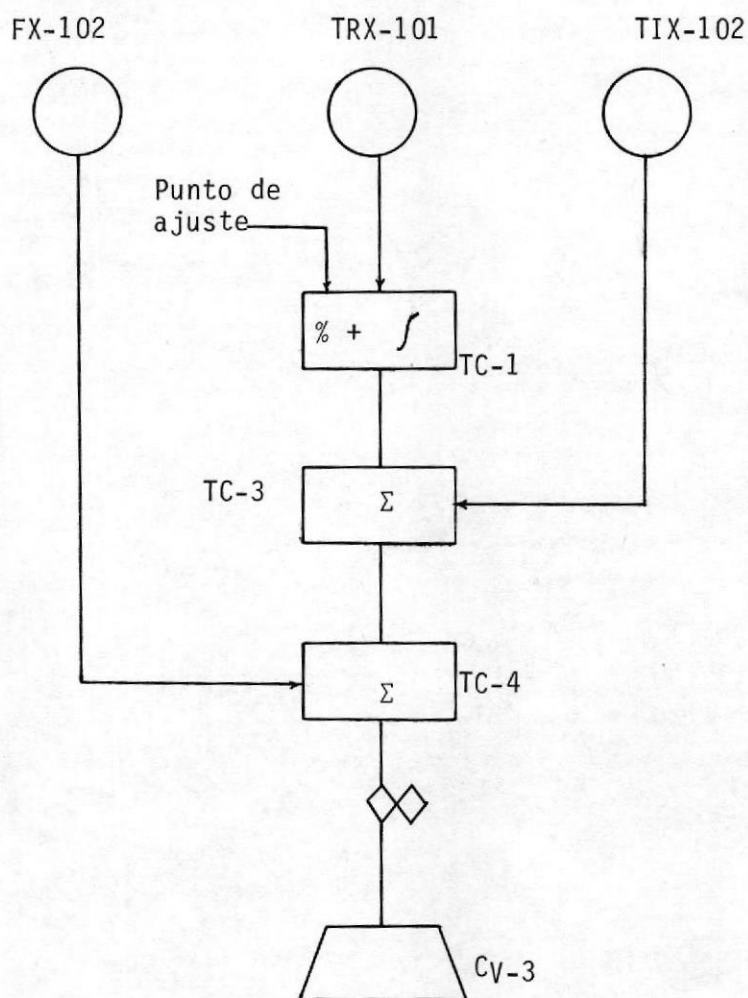 FX-102
TRX-101
TIX-102
Punto de
ajuste
% + ∫
TC-1
TC-3
Σ
TC-4
Σ
CV-3